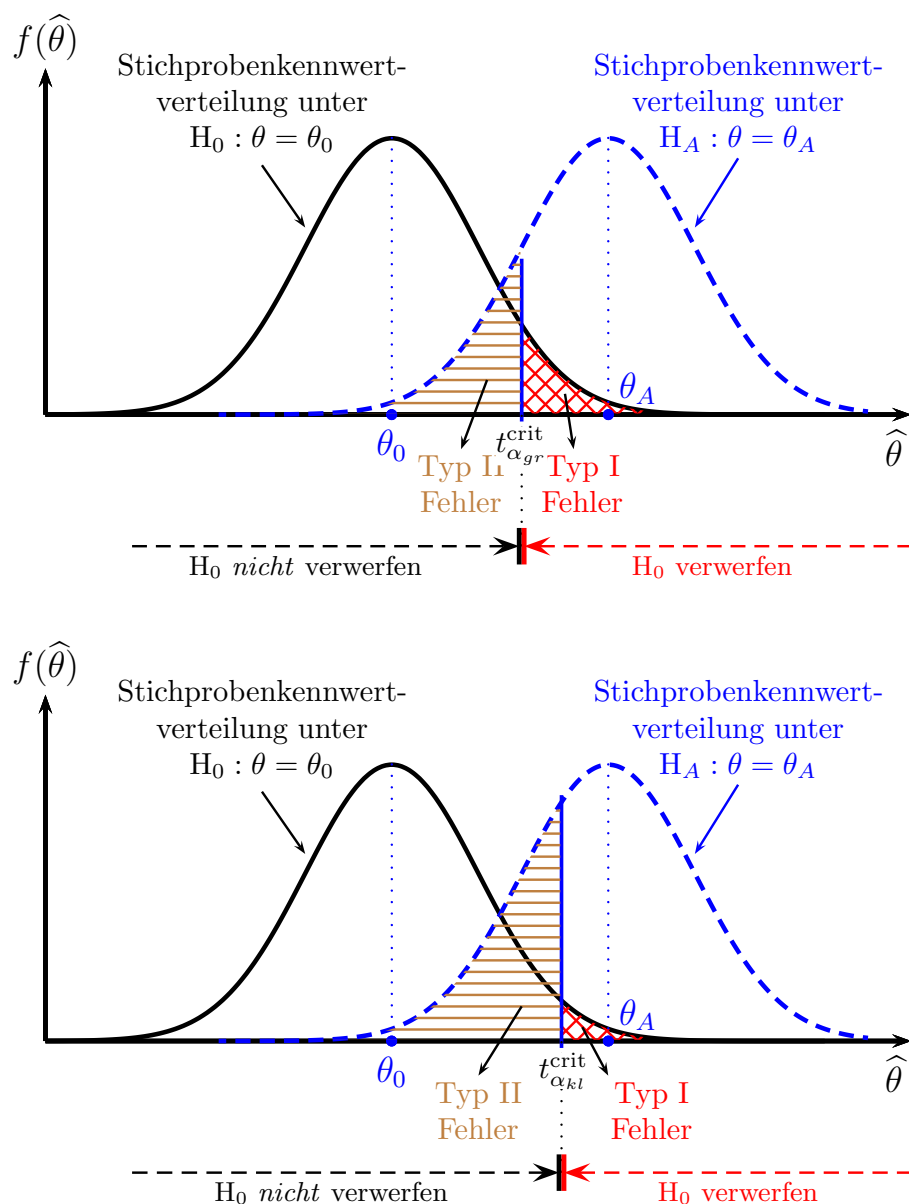 f(θ̂)
Stichprobenkennwert-
verteilung unter
H₀ : θ = θ₀
Stichprobenkennwert-
verteilung unter
H_A : θ = θ_A
θ_A
θ₀
t^crit_α_gr
θ̂
Typ II
Fehler
Typ I
Fehler
H₀ nicht verwerfen
H₀ verwerfen
f(θ̂)
Stichprobenkennwert-
verteilung unter
H₀ : θ = θ₀
Stichprobenkennwert-
verteilung unter
H_A : θ = θ_A
θ_A
θ₀
t^crit_α_kl
θ̂
Typ II
Fehler
Typ I
Fehler
H₀ nicht verwerfen
H₀ verwerfen